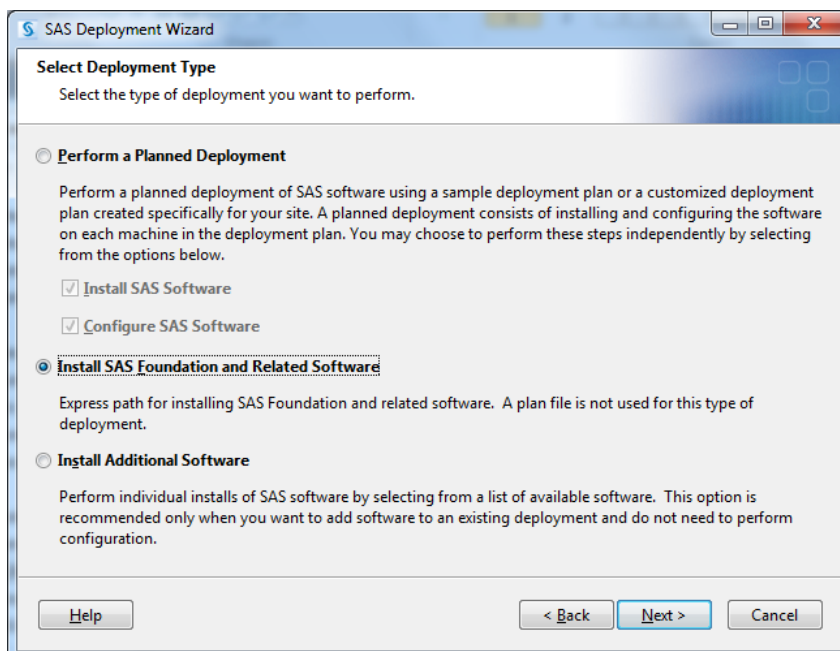 SAS Deployment Wizard
Select Deployment Type
Select the type of deployment you want to perform.
Perform a Planned Deployment
Perform a planned deployment of SAS software using a sample deployment plan or a customized deployment
plan created specifically for your site. A planned deployment consists of installing and configuring the software
on each machine in the deployment plan. You may choose to perform these steps independently by selecting
from the options below.
Install SAS Software
Configure SAS Software
Install SAS Foundation and Related Software
Express path for installing SAS Foundation and related software. A plan file is not used for this type of
deployment.
Install Additional Software
Perform individual installs of SAS software by selecting from a list of available software. This option is
recommended only when you want to add software to an existing deployment and do not need to perform
configuration.
Help
< Back
Next >
Cancel